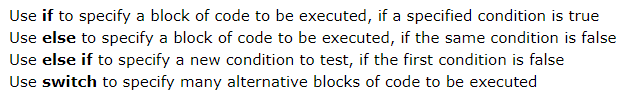 Use if to specify a block of code to be executed, if a specified condition is true
Use else to specify a block of code to be executed, if the same condition is false
Use else if to specify a new condition to test, if the first condition is false
Use switch to specify many alternative blocks of code to be executed